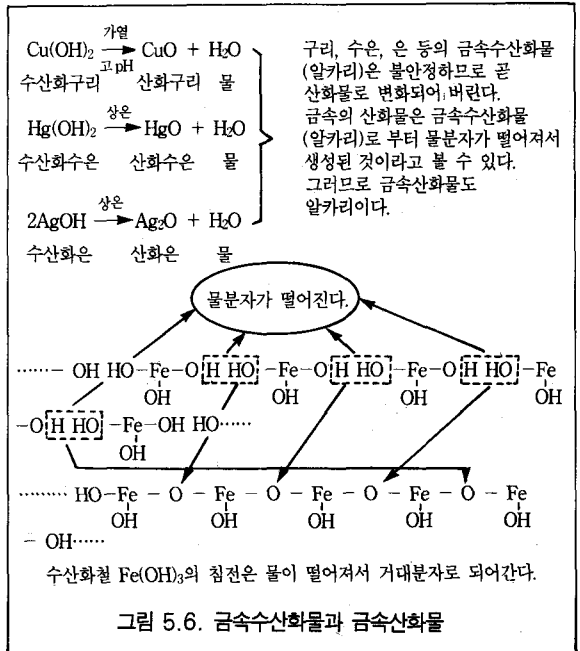 가열
Cu(OH)₂ → CuO + H₂O
고pH
수산화구리 산화구리 물
상온
Hg(OH)₂ → HgO + H₂O
수산화수은 산화수은 물
상온
2AgOH → Ag₂O + H₂O
수산화은 산화은 물
구리, 수은, 은 등의 금속수산화물
(알카리)은 불안정하므로 곧
산화물로 변화되어 버린다.
금속의 산화물은 금속수산화물
(알카리)로 부터 물분자가 떨어져서
생성된 것이라고 볼 수 있다.
그러므로 금속산화물도
알카리이다.
물분자가 떨어진다.
…… OH HO-Fe-O H HO -Fe-O H HO -Fe-O H HO -Fe
OH OH OH OH
-O H HO -Fe-OH HO……
OH
……… HO-Fe - O - Fe - O - Fe - O - Fe - O - Fe
OH OH OH OH OH
- OH……
수산화철 Fe(OH)₃의 침전은 물이 떨어져서 거대분자로 되어간다.
그림 5.6. 금속수산화물과 금속산화물